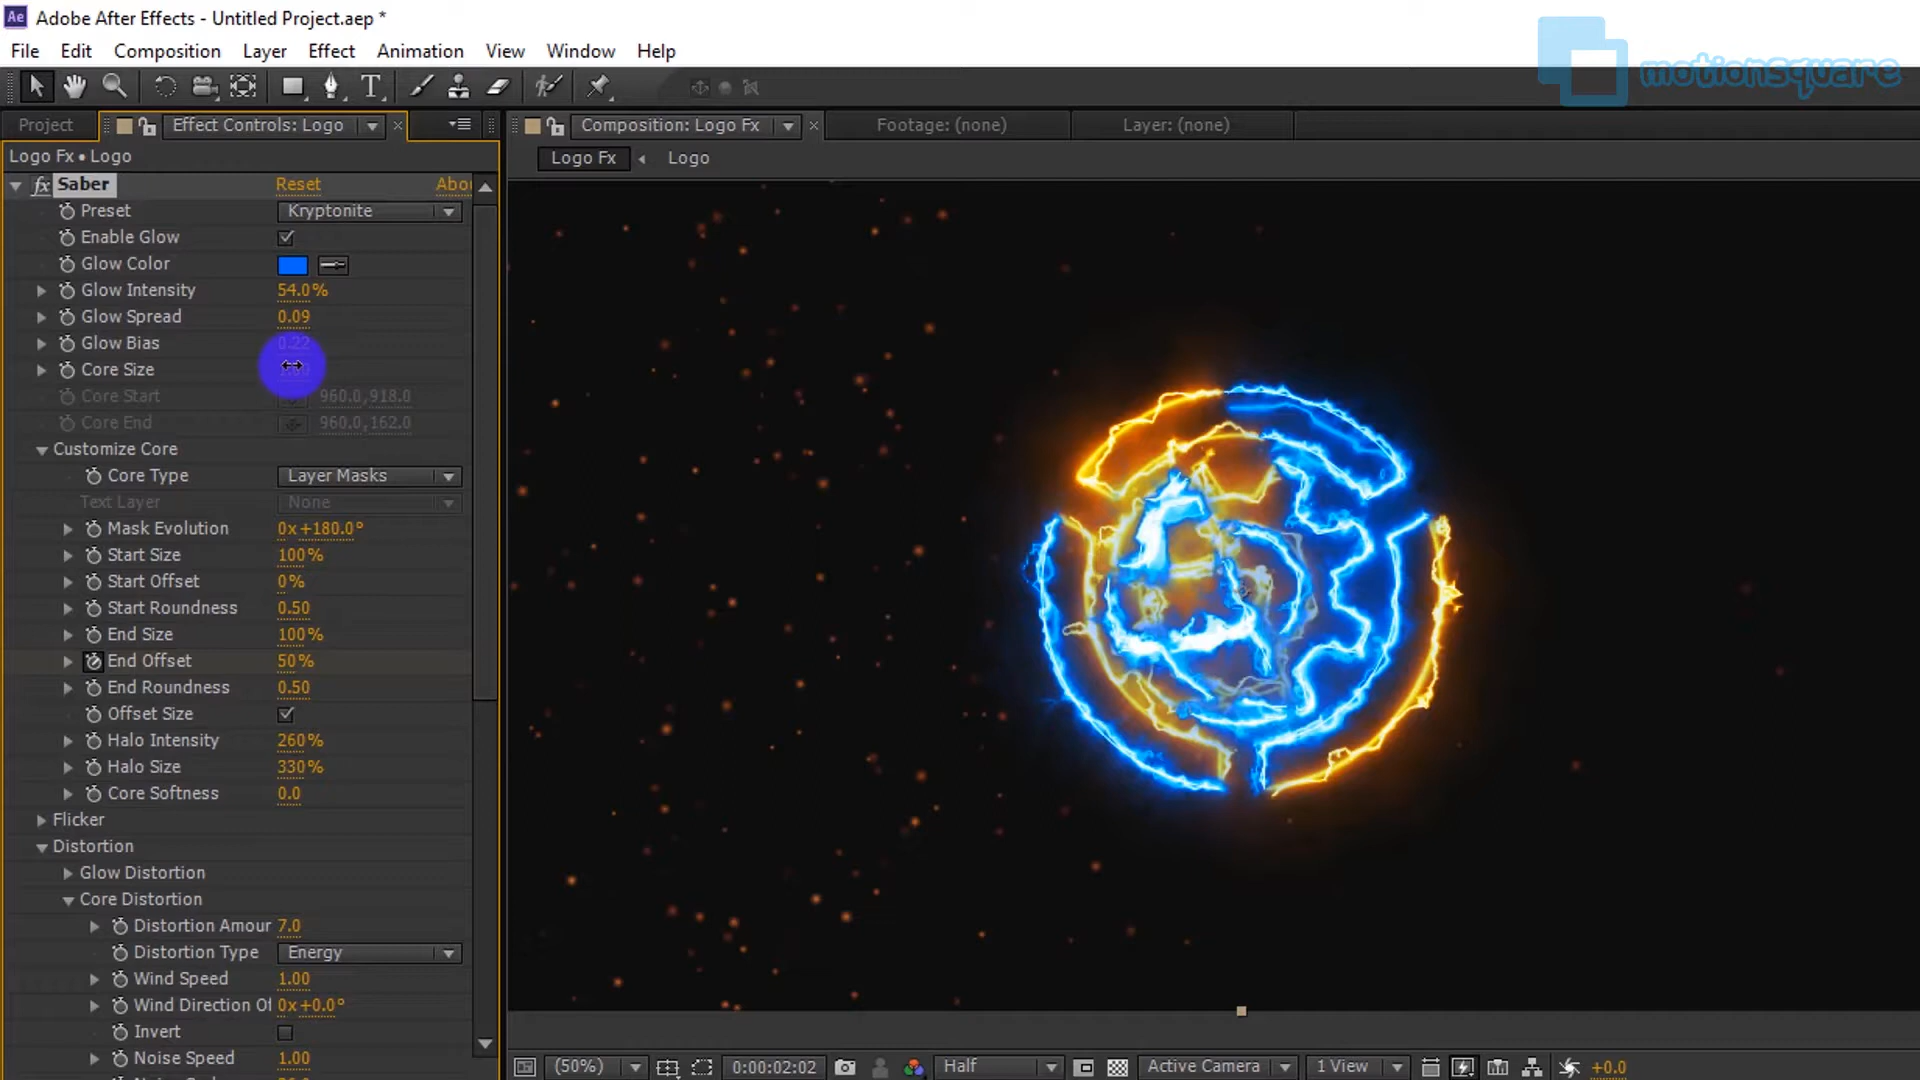 Ae Adobe After Effects - Untitled Project.aep *
File Edit Composition Layer Effect Animation View Window Help
motionsquare
T
Project Effect Controls: Logo Composition: Logo Fx Footage: (none) Layer: (none)
Logo Fx • Logo
Logo Fx Logo
fx Saber Reset Abou
Preset Kryptonite
Enable Glow
Glow Color
Glow Intensity 54.0%
Glow Spread 0.09
Glow Bias 0.22
Core Size
Core Start 960.0,918.0
Core End 960.0,162.0
Customize Core
Core Type Layer Masks
Text Layer None
Mask Evolution 0x+180.0°
Start Size 100%
Start Offset 0%
Start Roundness 0.50
End Size 100%
End Offset 50%
End Roundness 0.50
Offset Size
Halo Intensity 260%
Halo Size 330%
Core Softness 0.0
Flicker
Distortion
Glow Distortion
Core Distortion
Distortion Amour 7.0
Distortion Type Energy
Wind Speed 1.00
Wind Direction Of 0x+0.0°
Invert
Noise Speed 1.00
(50%) 0:00:02:02 Half Active Camera 1 View +0.0